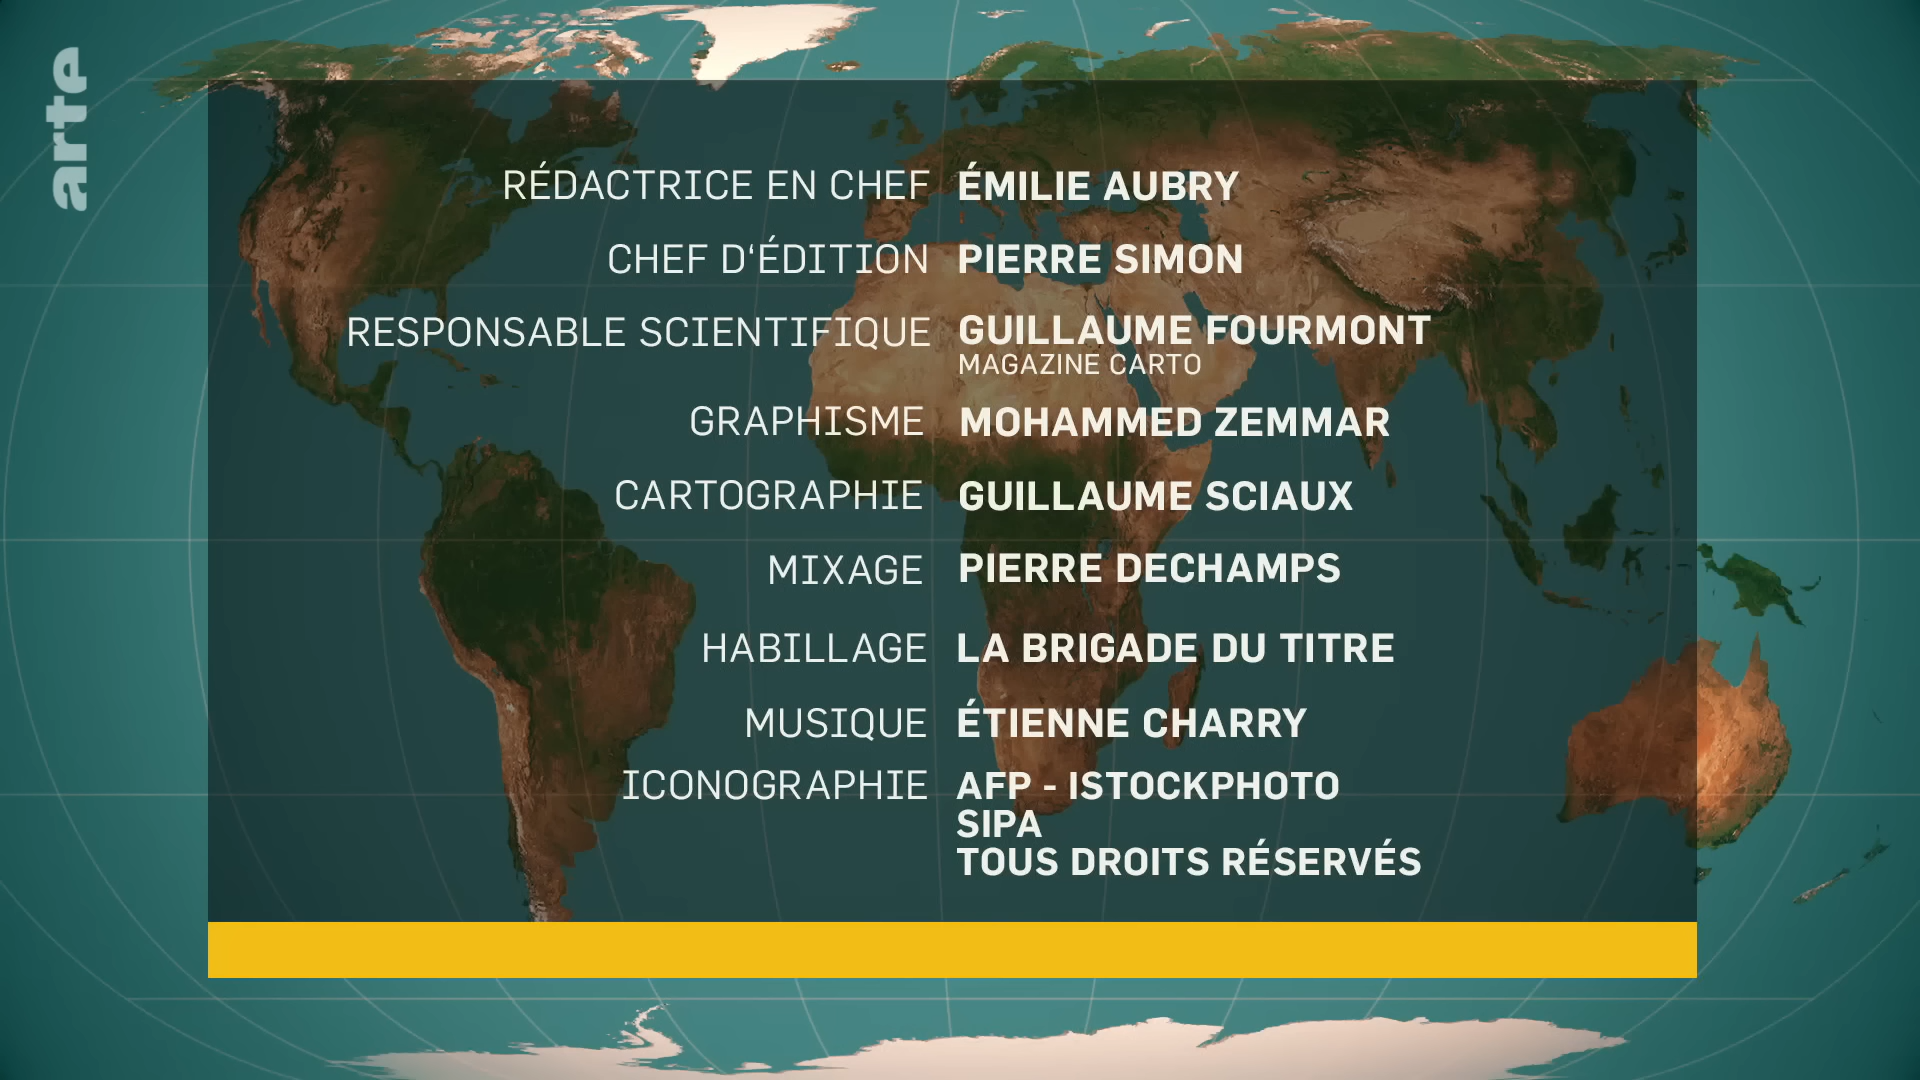 arte
RÉDACTRICE EN CHEF ÉMILIE AUBRY
CHEF D‘ÉDITION PIERRE SIMON
RESPONSABLE SCIENTIFIQUE GUILLAUME FOURMONT
MAGAZINE CARTO
GRAPHISME MOHAMMED ZEMMAR
CARTOGRAPHIE GUILLAUME SCIAUX
MIXAGE PIERRE DECHAMPS
HABILLAGE LA BRIGADE DU TITRE
MUSIQUE ÉTIENNE CHARRY
ICONOGRAPHIE AFP - ISTOCKPHOTO
SIPA
TOUS DROITS RÉSERVÉS